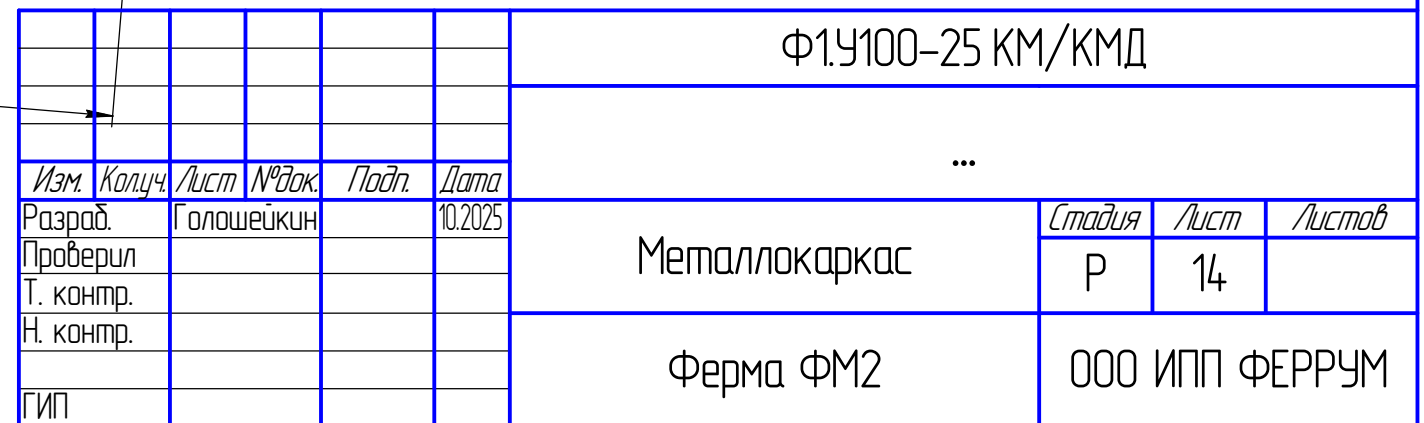 Ф1.У100-25 КМ/КМД
...
Изм. Кол.уч. Лист №док. Подп. Дата
Разраб. Голошейкин 10.2025
Проверил
Т. контр.
Н. контр.
ГИП
Металлокаркас
Стадия Лист Листов
Р 14
Ферма ФМ2
ООО ИПП ФЕРРУМ